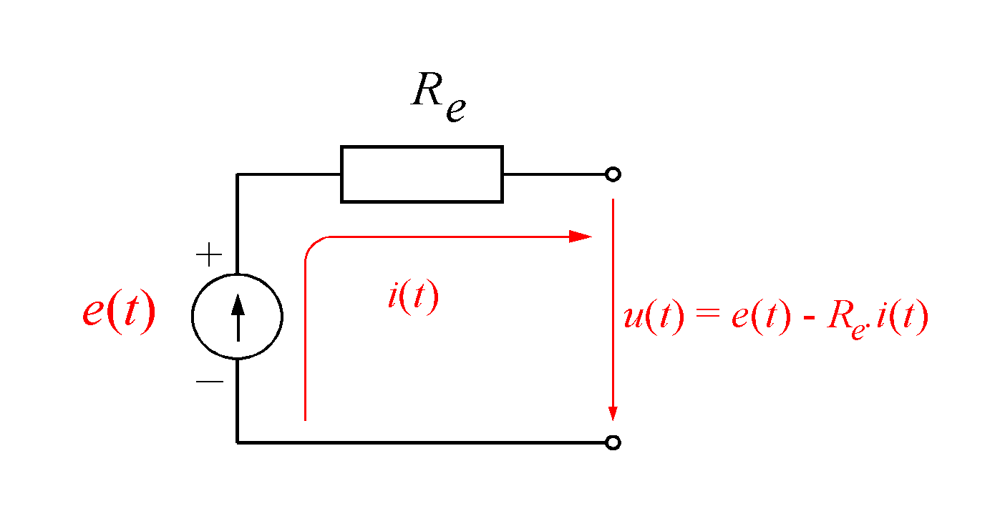 Re
+
e(t)
i(t)
u(t) = e(t) - Re.i(t)
−